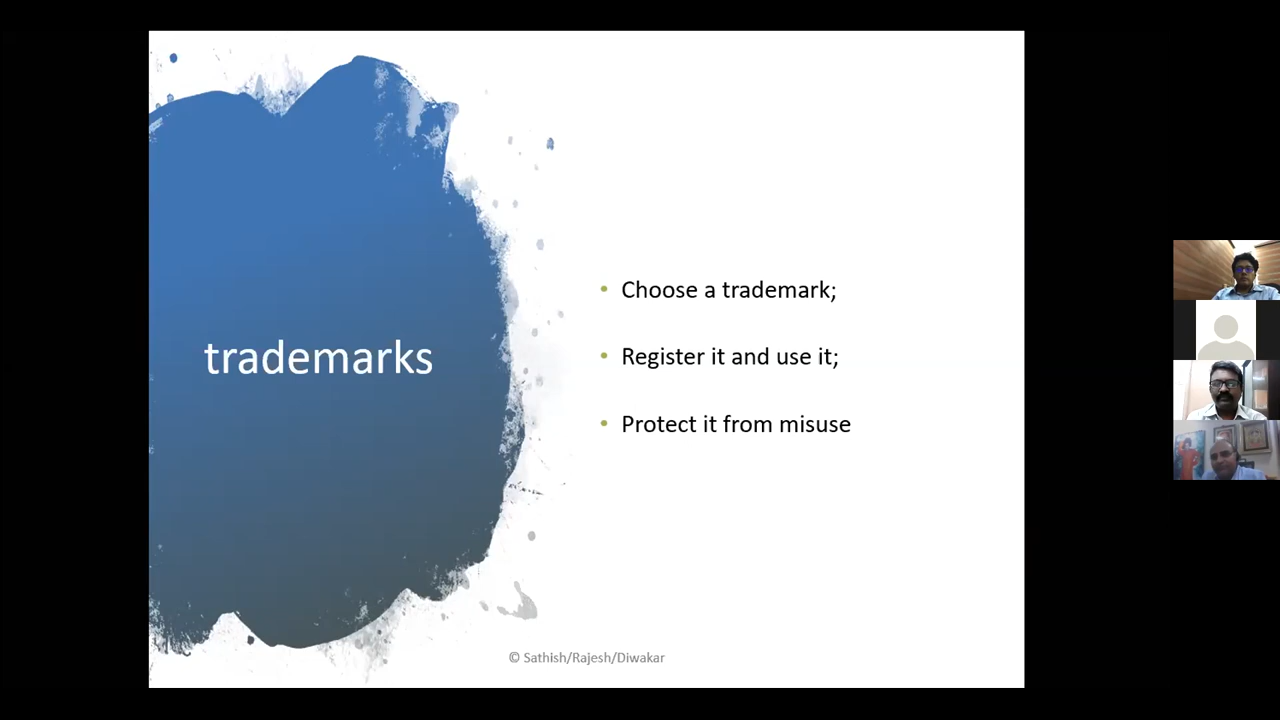 trademarks
• Choose a trademark;
• Register it and use it;
• Protect it from misuse
© Sathish/Rajesh/Diwakar